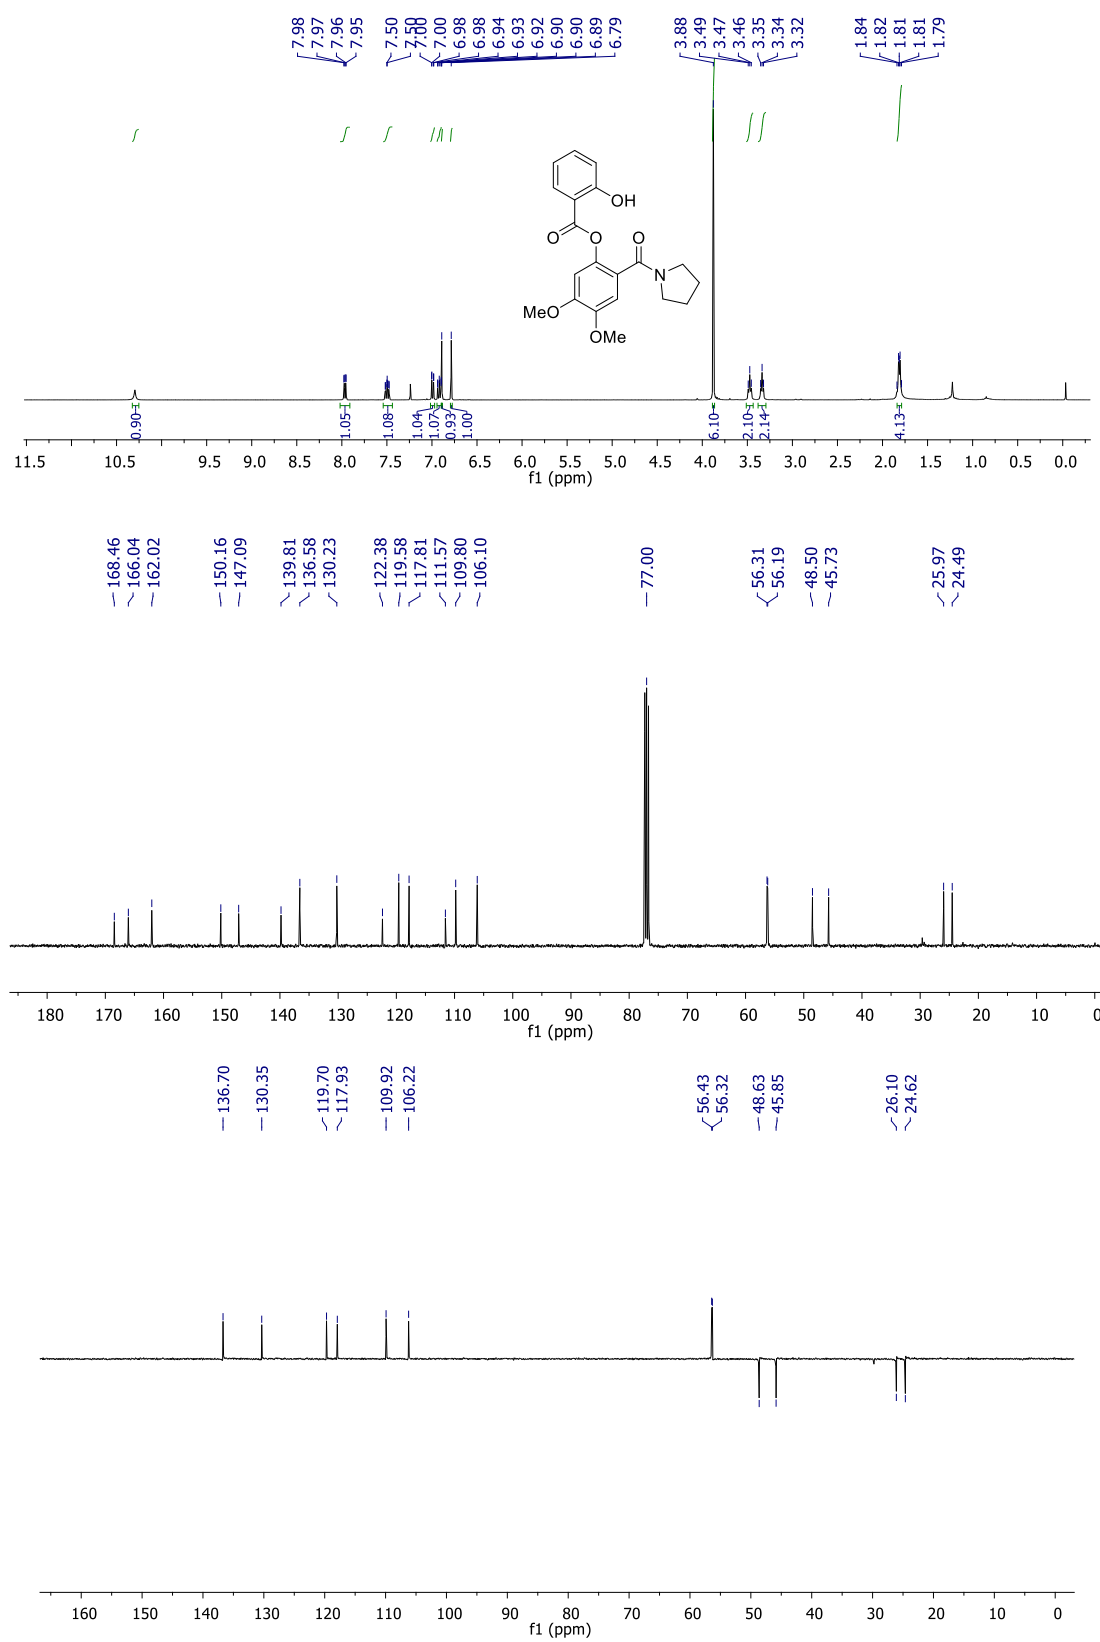 7.98 7.97 7.96 7.95 7.50 7.50 7.00 7.00 6.98 6.98 6.94 6.93 6.92 6.90 6.90 6.89 6.79 3.88 3.49 3.47 3.46 3.35 3.34 3.32 1.84 1.82 1.81 1.81 1.79
OH
O O O
N
MeO
OMe
0.90 1.05 1.08 1.04 1.07 0.93 1.00 6.10 2.10 2.14 4.13
11.5 10.5 9.5 9.0 8.5 8.0 7.5 7.0 6.5 6.0 5.5 5.0 4.5 4.0 3.5 3.0 2.5 2.0 1.5 1.0 0.5 0.0
f1 (ppm)
168.46 166.04 162.02 150.16 147.09 139.81 136.58 130.23 122.38 119.58 117.81 111.57 109.80 106.10 77.00 56.31 56.19 48.50 45.73 25.97 24.49
180 170 160 150 140 130 120 110 100 90 80 70 60 50 40 30 20 10 0
f1 (ppm)
136.70 130.35 119.70 117.93 109.92 106.22 56.43 56.32 48.63 45.85 26.10 24.62
160 150 140 130 120 110 100 90 80 70 60 50 40 30 20 10 0
f1 (ppm)